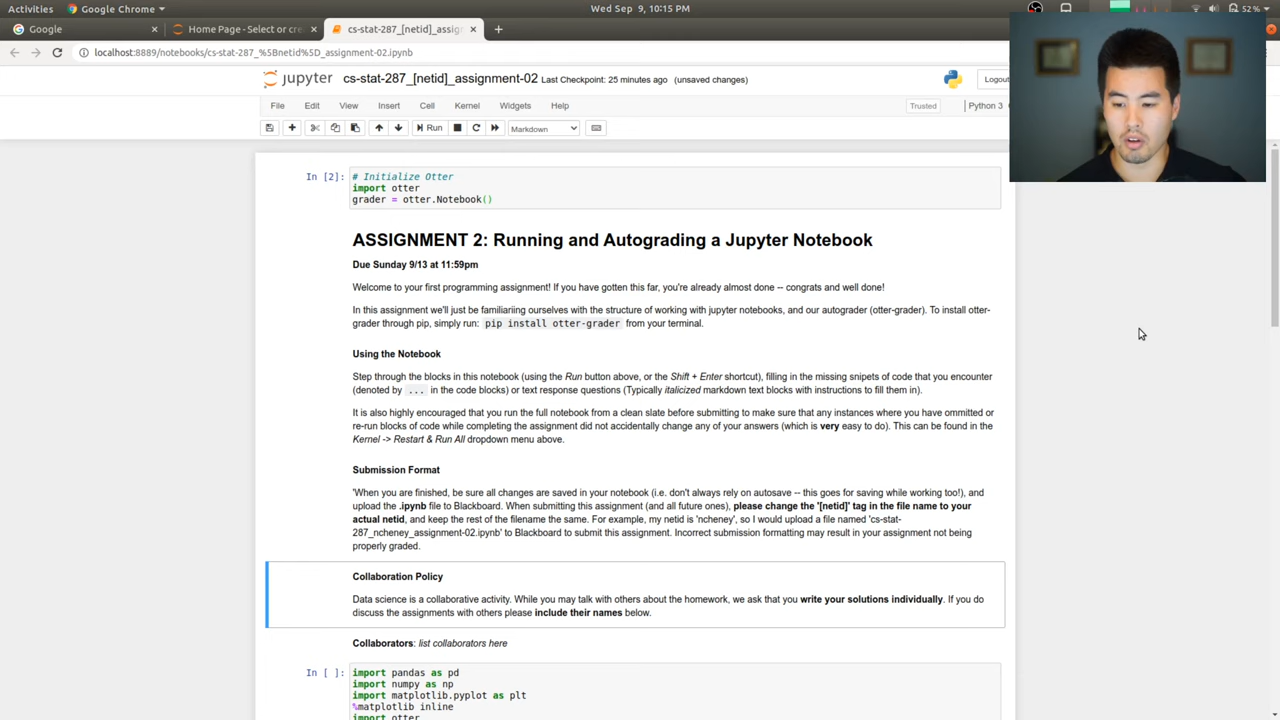 Activities
Google Chrome
Wed Sep 9, 10:15 PM
52 %
Google
Home Page - Select or cre
cs-stat-287_[netid]_assig
localhost:8889/notebooks/cs-stat-287_%5Bnetid%5D_assignment-02.ipynb
jupyter
cs-stat-287_[netid]_assignment-02 Last Checkpoint: 25 minutes ago (unsaved changes)
Logout
File Edit View Insert Cell Kernel Widgets Help
Trusted
Python 3
Run
Markdown
In [2]:
# Initialize Otter
import otter
grader = otter.Notebook()
ASSIGNMENT 2: Running and Autograding a Jupyter Notebook
Due Sunday 9/13 at 11:59pm
Welcome to your first programming assignment! If you have gotten this far, you're already almost done -- congrats and well done!
In this assignment we'll just be familiariing ourselves with the structure of working with jupyter notebooks, and our autograder (otter-grader). To install otter-
grader through pip, simply run: pip install otter-grader from your terminal.
Using the Notebook
Step through the blocks in this notebook (using the Run button above, or the Shift + Enter shortcut), filling in the missing snipets of code that you encounter
(denoted by ... in the code blocks) or text response questions (Typically italicized markdown text blocks with instructions to fill them in).
It is also highly encouraged that you run the full notebook from a clean slate before submitting to make sure that any instances where you have ommitted or
re-run blocks of code while completing the assignment did not accidentally change any of your answers (which is very easy to do). This can be found in the
Kernel -> Restart & Run All dropdown menu above.
Submission Format
'When you are finished, be sure all changes are saved in your notebook (i.e. don't always rely on autosave -- this goes for saving while working too!), and
upload the .ipynb file to Blackboard. When submitting this assignment (and all future ones), please change the '[netid]' tag in the file name to your
actual netid, and keep the rest of the filename the same. For example, my netid is 'ncheney', so I would upload a file named 'cs-stat-
287_ncheney_assignment-02.ipynb' to Blackboard to submit this assignment. Incorrect submission formatting may result in your assignment not being
properly graded.
Collaboration Policy
Data science is a collaborative activity. While you may talk with others about the homework, we ask that you write your solutions individually. If you do
discuss the assignments with others please include their names below.
Collaborators: list collaborators here
In [ ]:
import pandas as pd
import numpy as np
import matplotlib.pyplot as plt
%matplotlib inline
import otter